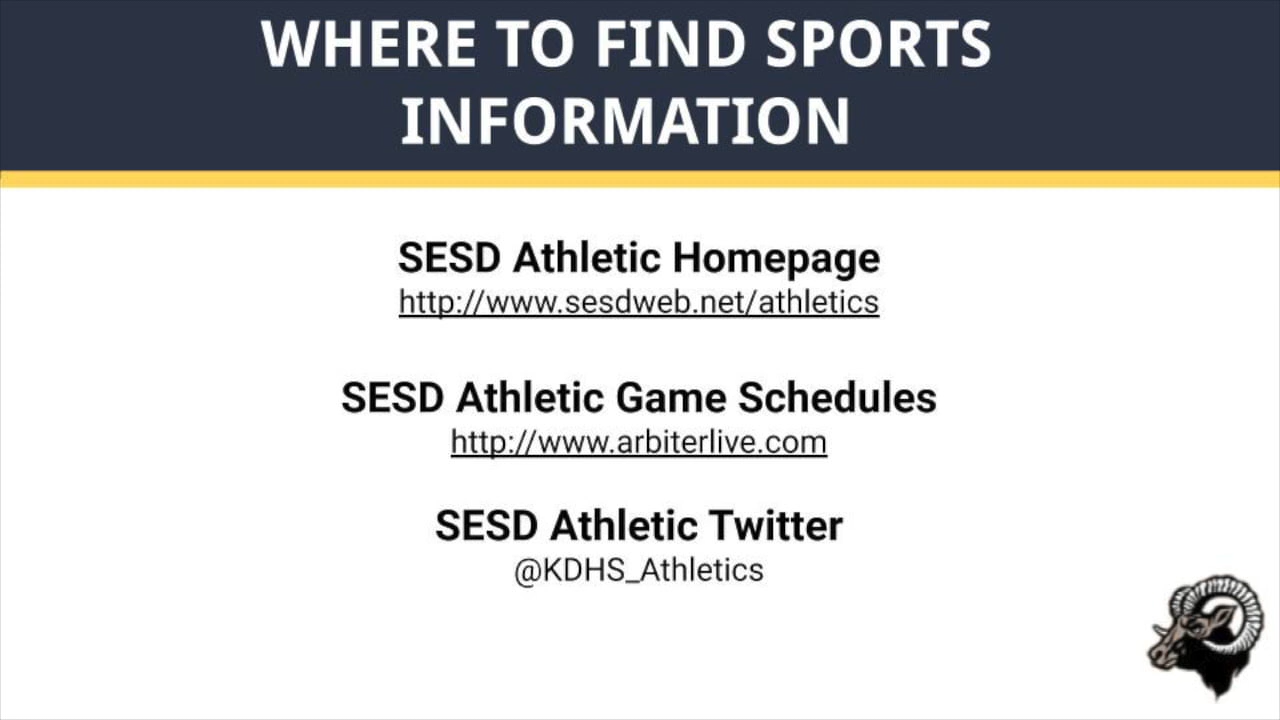 WHERE TO FIND SPORTS
INFORMATION
SESD Athletic Homepage
http://www.sesdweb.net/athletics
SESD Athletic Game Schedules
http://www.arbiterlive.com
SESD Athletic Twitter
@KDHS_Athletics